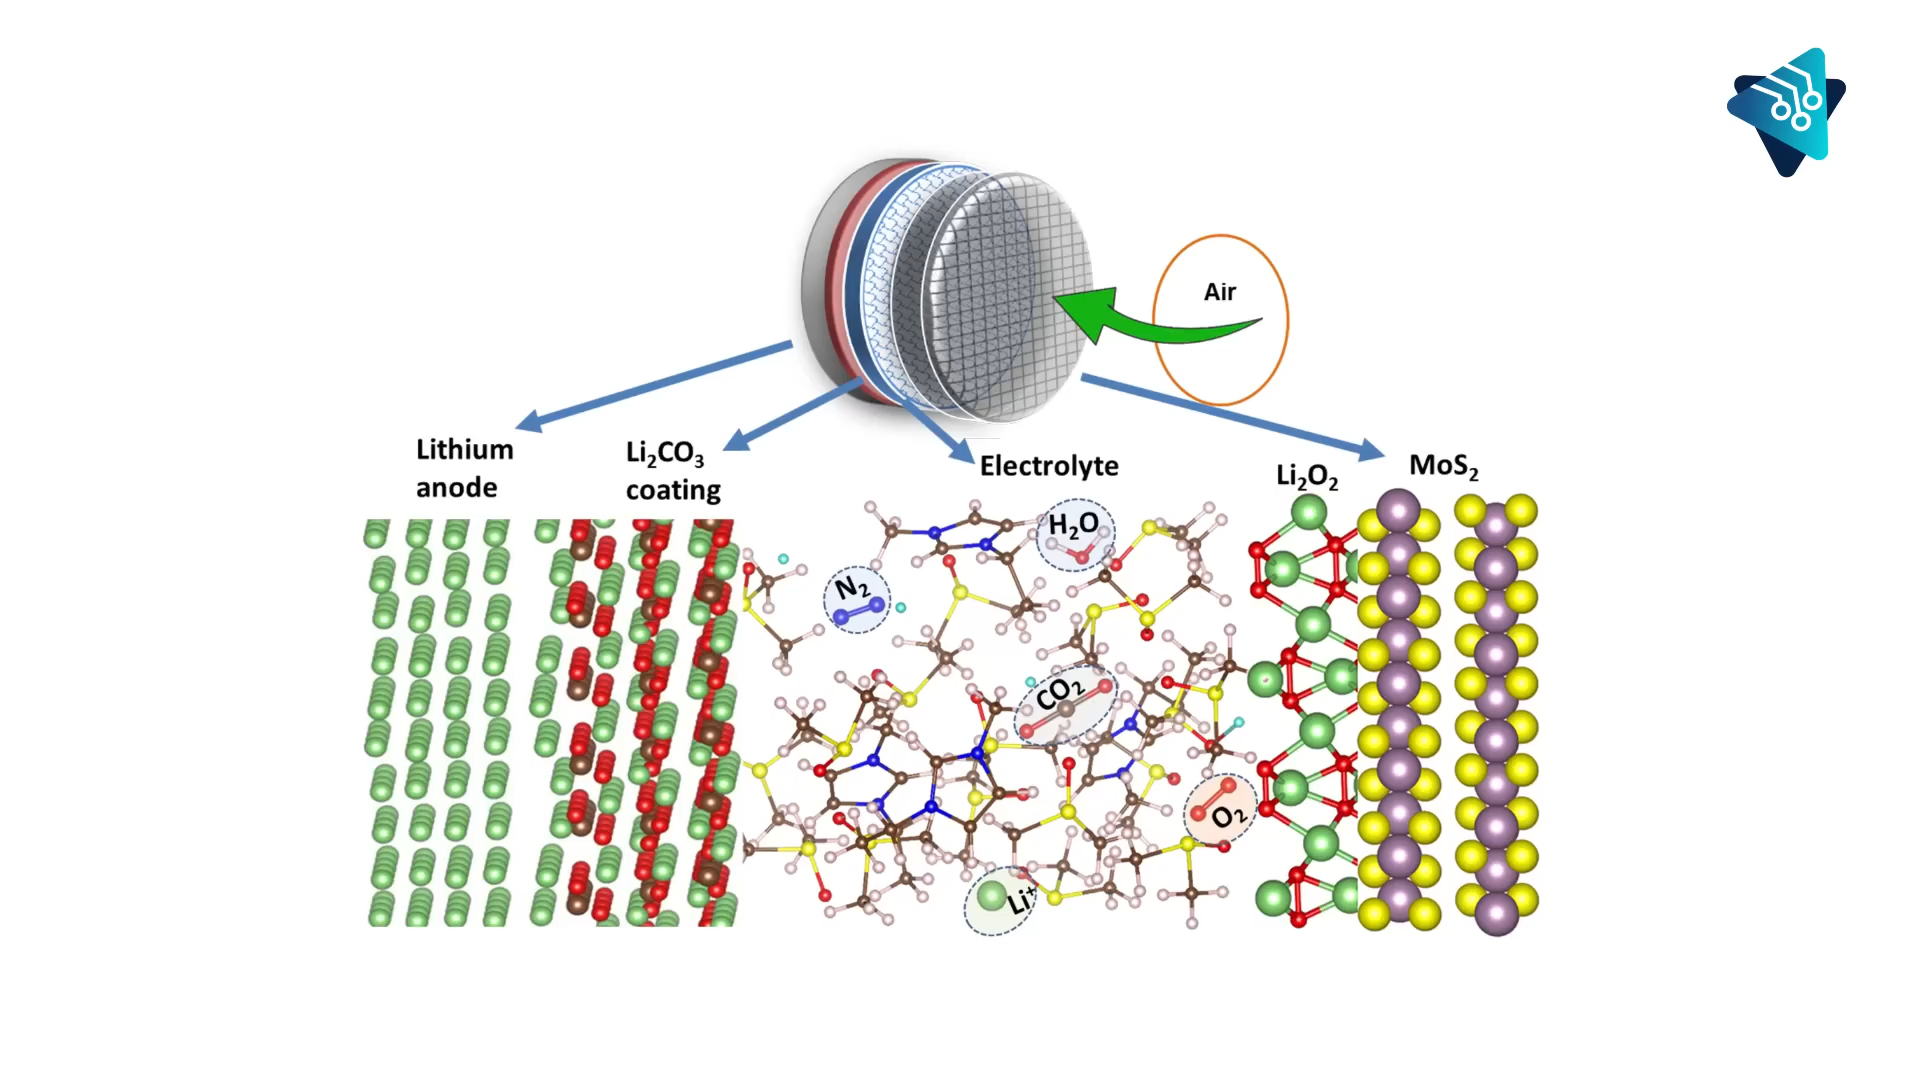 Air
Lithium
anode
Li₂CO₃
coating
Electrolyte
Li₂O₂
MoS₂
H₂O
N₂
CO₂
O₂
Li⁺